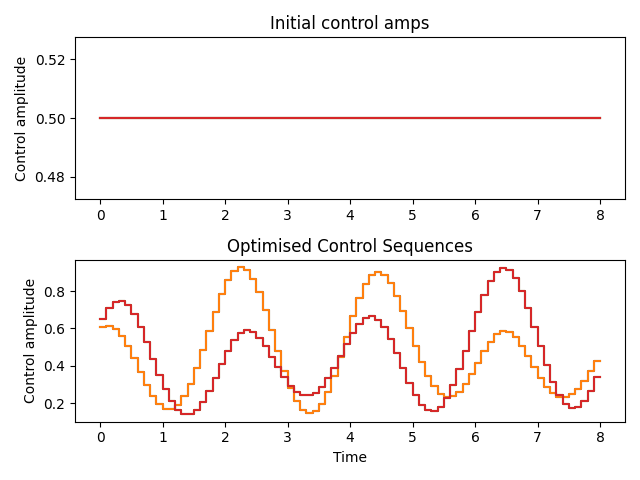 Initial control amps
Control amplitude
0.52
0.50
0.48
0 1 2 3 4 5 6 7 8
Optimised Control Sequences
Control amplitude
0.8
0.6
0.4
0.2
0 1 2 3 4 5 6 7 8
Time